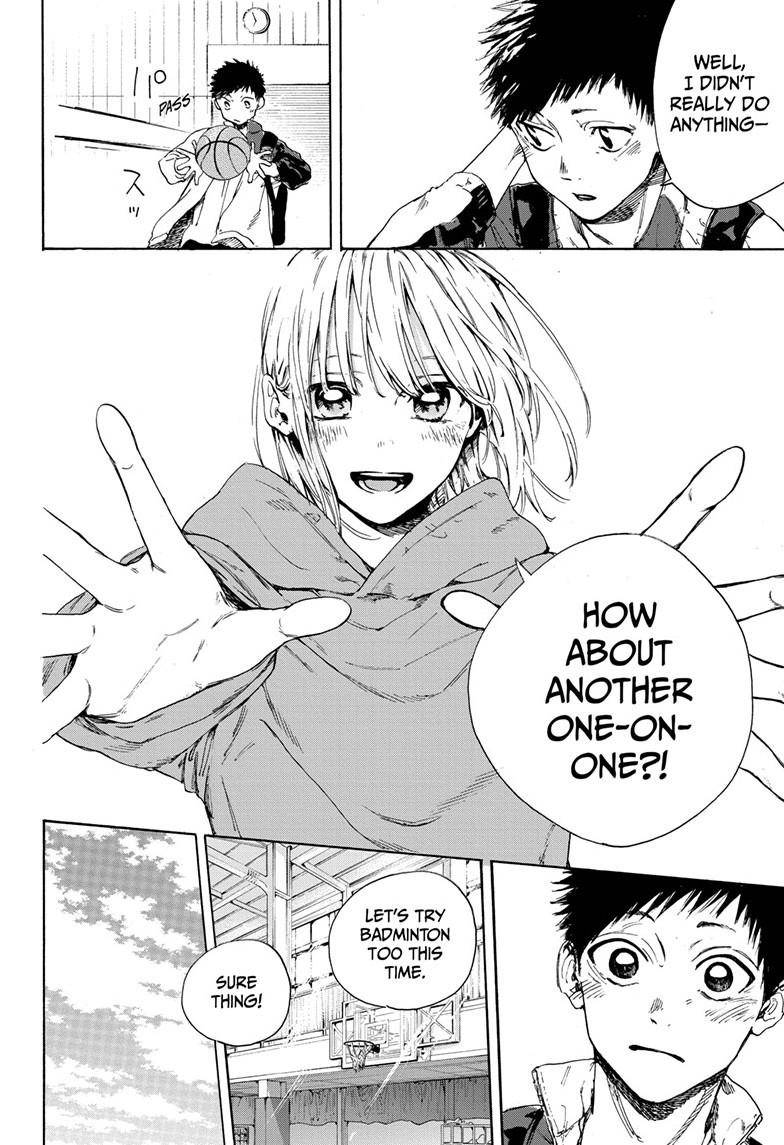 WELL,
I DIDN'T
REALLY DO
ANYTHING—
パ
ス
ッ
PASS
HOW
ABOUT
ANOTHER
ONE-ON-
ONE?!
LET'S TRY
BADMINTON
TOO THIS
TIME.
SURE
THING!